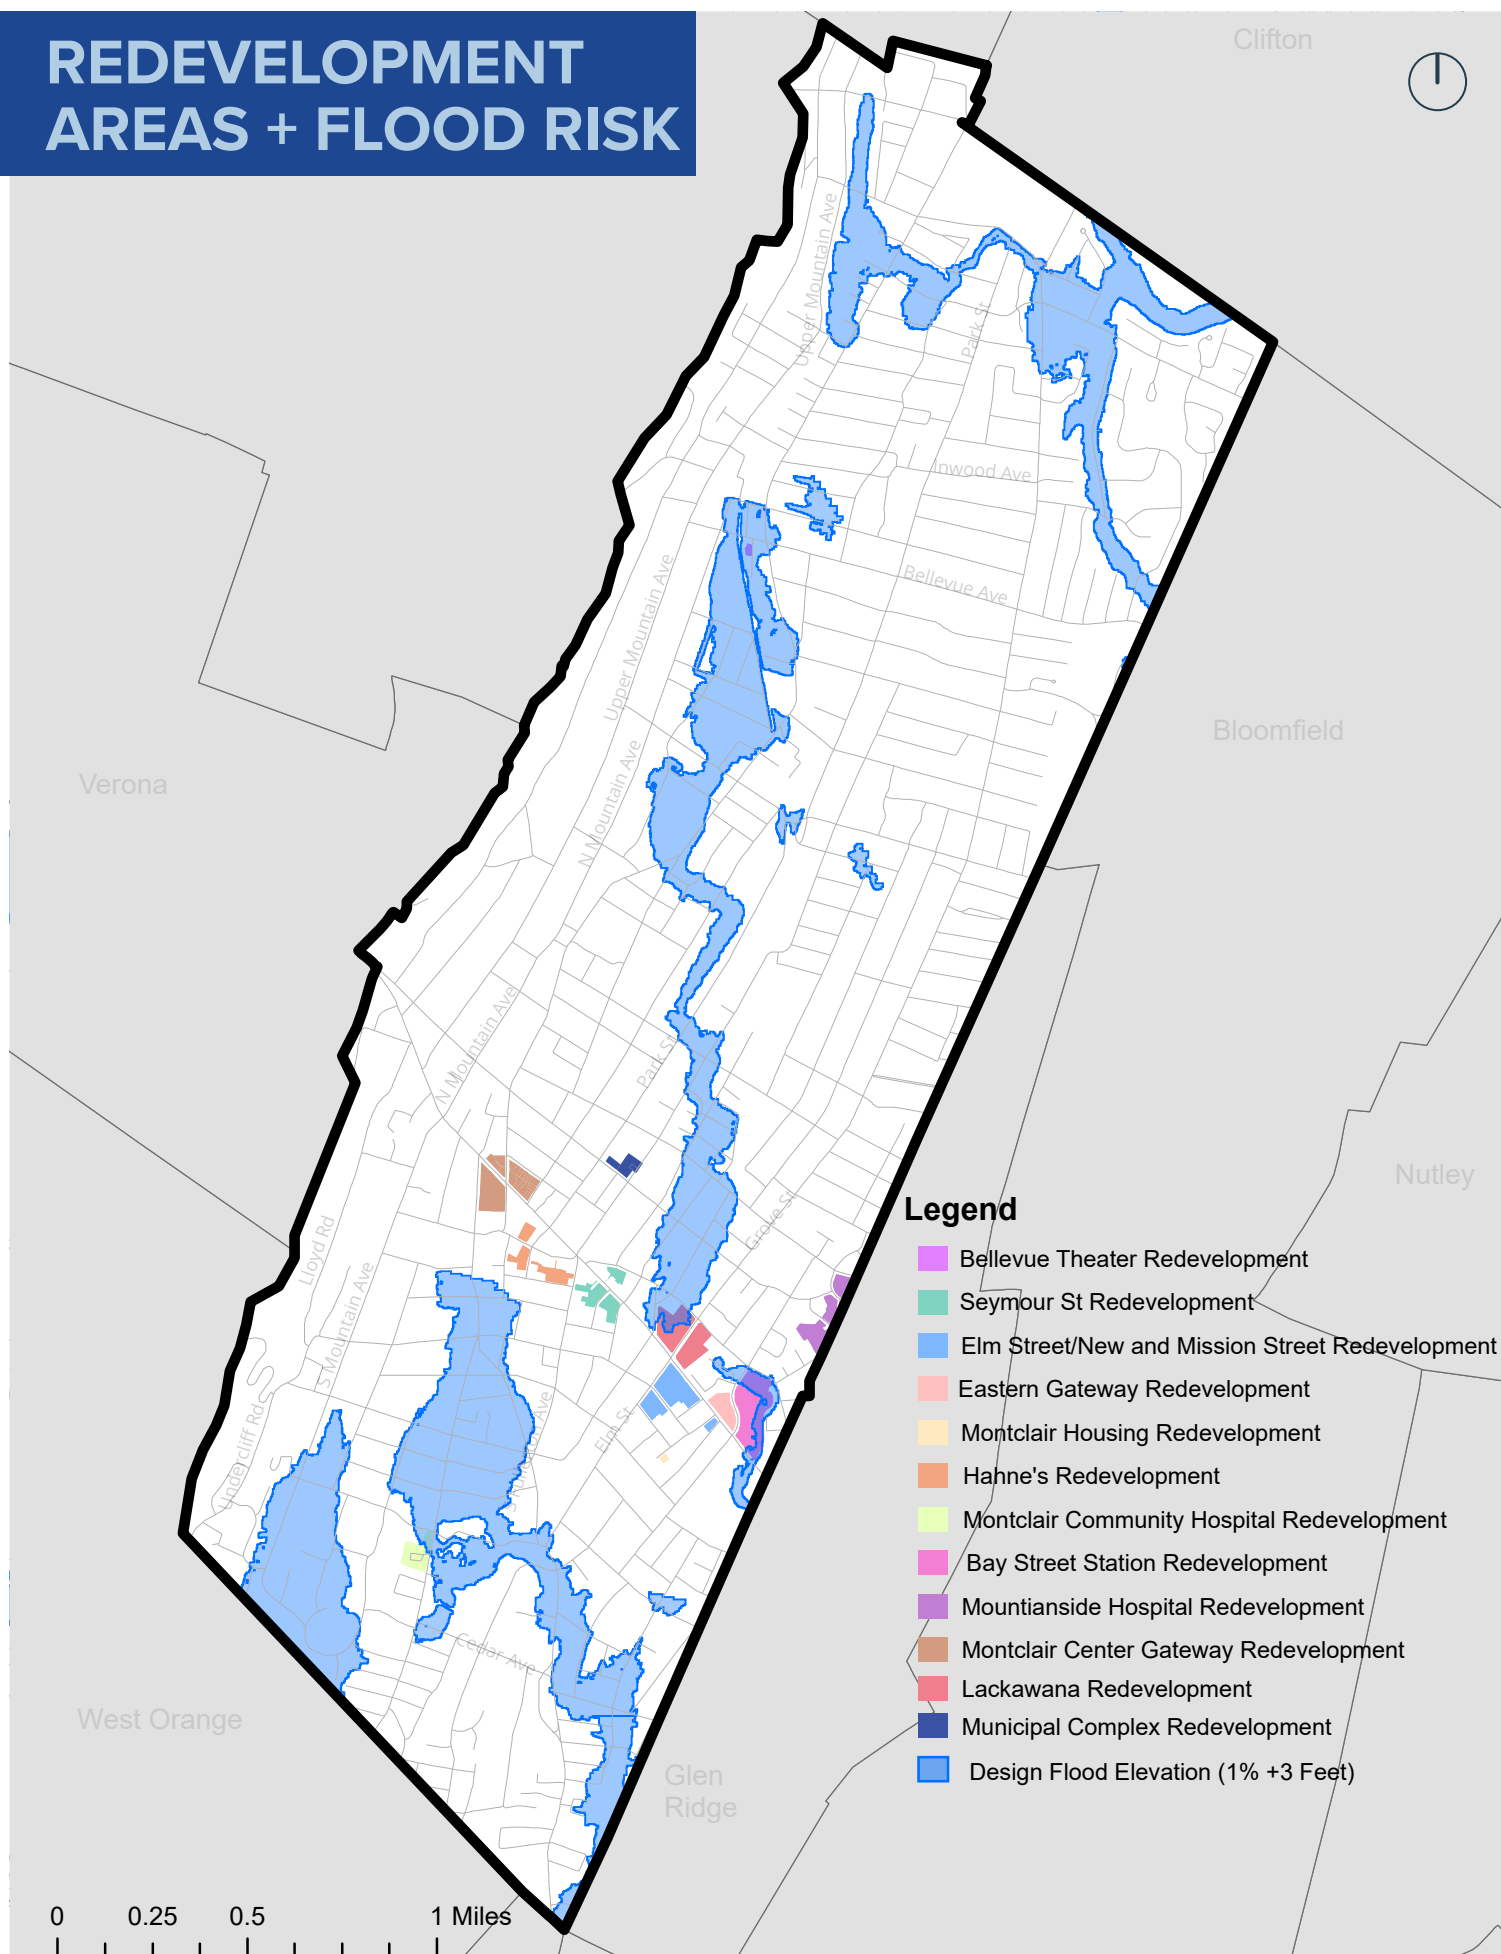 REDEVELOPMENT
AREAS + FLOOD RISK
Clifton
Upper Mountain Ave
Park St
Inwood Ave
Bellevue Ave
Upper Mountain Ave
Bloomfield
Verona
N Mountain Ave
N Mountain Ave
Park St
Nutley
Grove St
Lloyd Rd
S Mountain Ave
Undercliff Rd
Elm St
S Fullerton Ave
Cedar Ave
West Orange
Glen
Ridge
Legend
Bellevue Theater Redevelopment
Seymour St Redevelopment
Elm Street/New and Mission Street Redevelopment
Eastern Gateway Redevelopment
Montclair Housing Redevelopment
Hahne's Redevelopment
Montclair Community Hospital Redevelopment
Bay Street Station Redevelopment
Mountianside Hospital Redevelopment
Montclair Center Gateway Redevelopment
Lackawana Redevelopment
Municipal Complex Redevelopment
Design Flood Elevation (1% +3 Feet)
0 0.25 0.5 1 Miles